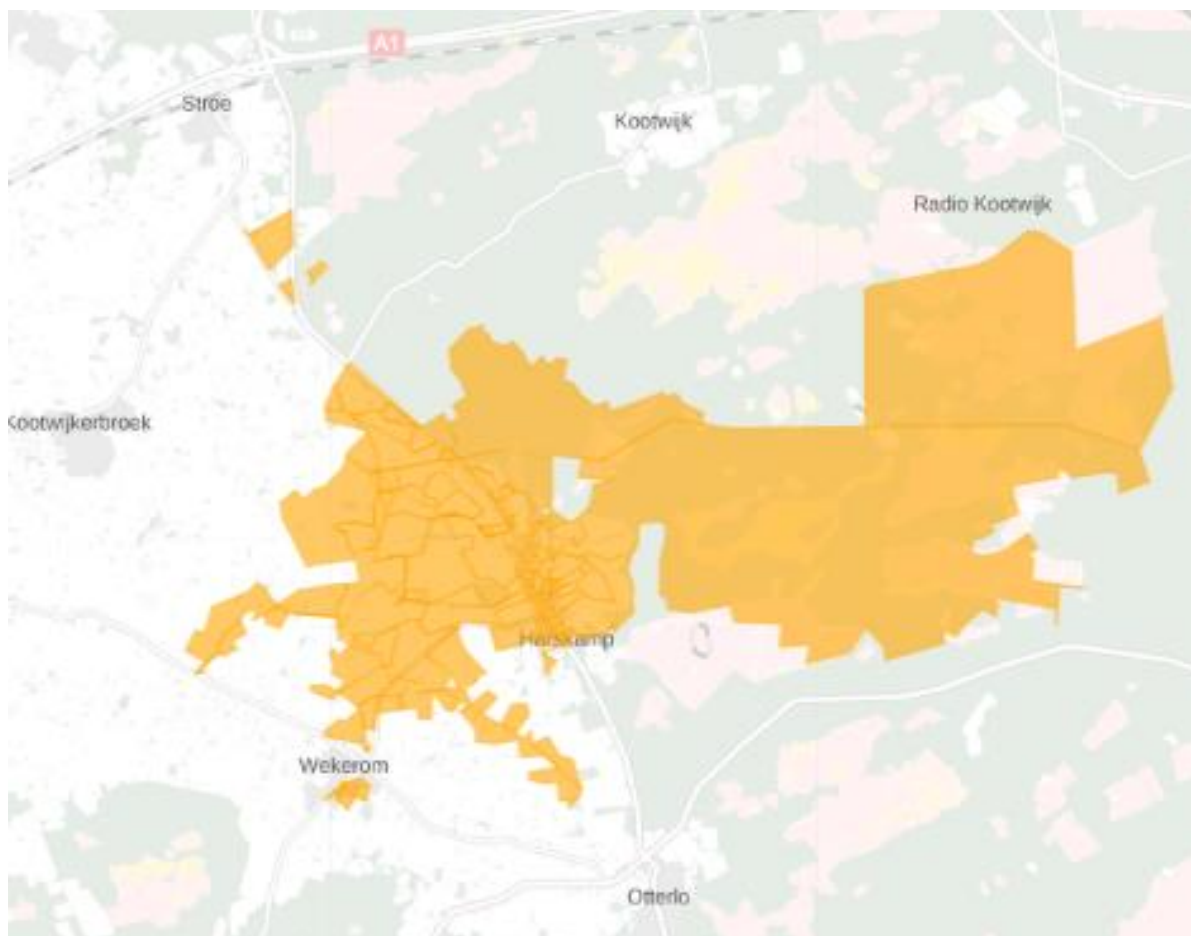 A1
Stroe
Kootwijk
Radio Kootwijk
Kootwijkerbroek
Harskamp
Wekerom
Otterlo